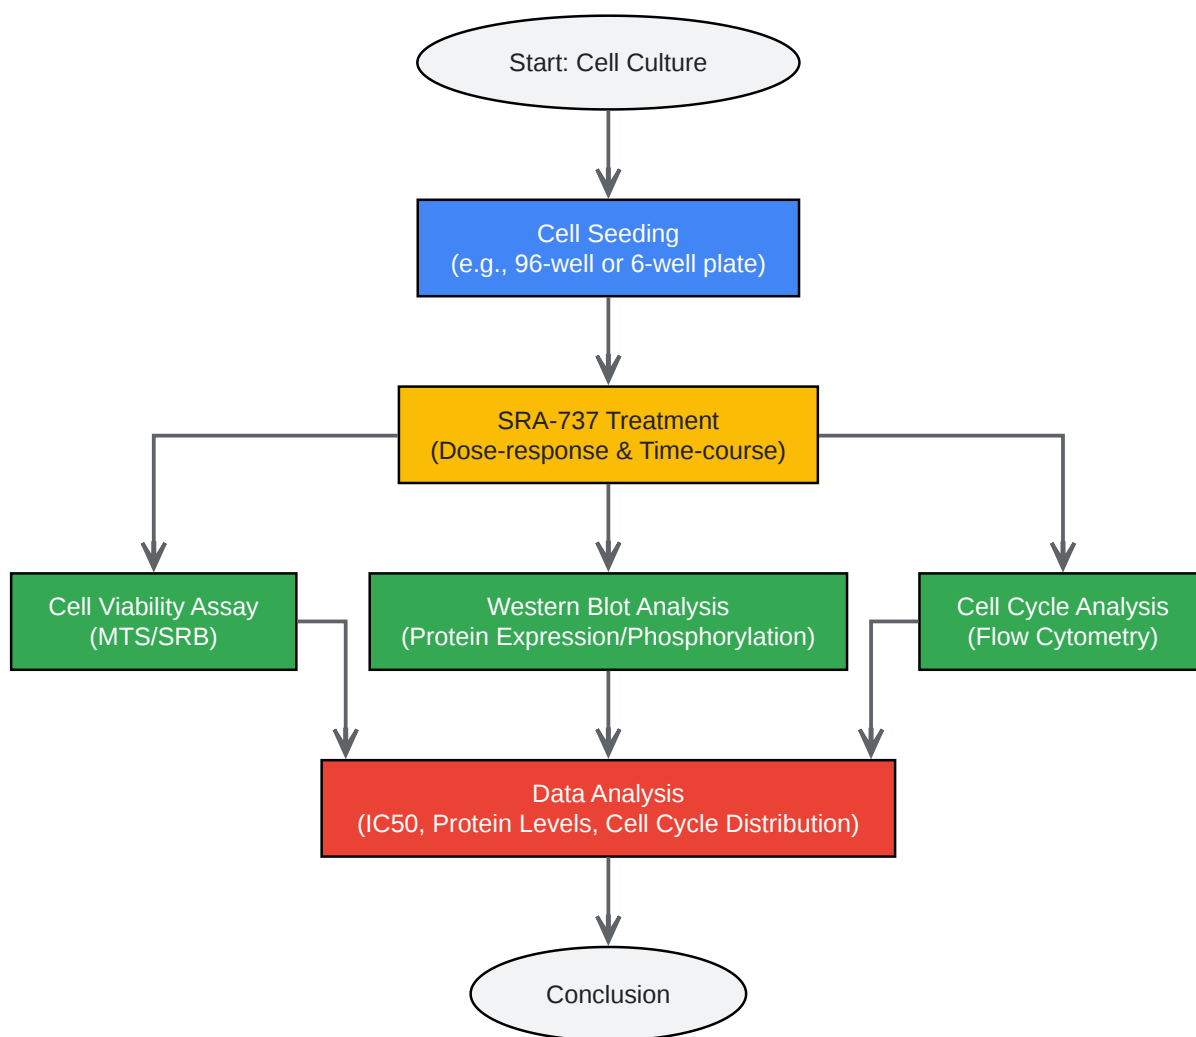 Start: Cell Culture
Cell Seeding
(e.g., 96-well or 6-well plate)
SRA-737 Treatment
(Dose-response & Time-course)
Cell Viability Assay
(MTS/SRB)
Western Blot Analysis
(Protein Expression/Phosphorylation)
Cell Cycle Analysis
(Flow Cytometry)
Data Analysis
(IC50, Protein Levels, Cell Cycle Distribution)
Conclusion